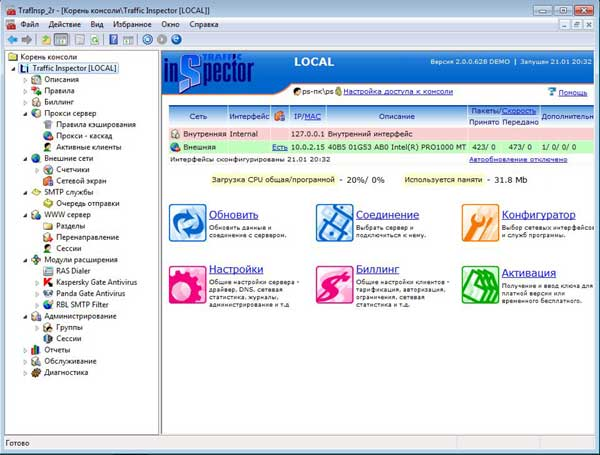 TrafInsp_2r - [Корень консоли\Traffic Inspector [LOCAL]]
Файл Действие Вид Избранное Окно Справка
Корень консоли
Traffic Inspector [LOCAL]
Описания
Правила
Биллинг
Прокси сервер
Правила кэширования
Прокси - каскад
Активные клиенты
Внешние сети
Счетчики
Сетевой экран
SMTP службы
Очередь отправки
WWW сервер
Разделы
Перенаправление
Сессии
Модули расширения
RAS Dialer
Kaspersky Gate Antivirus
Panda Gate Antivirus
RBL SMTP Filter
Администрирование
Группы
Сессии
Отчеты
Обслуживание
Диагностика
TRAFFIC
inSpector
LOCAL
Версия 2.0.0.628 DEMO | Запущен 21.01 20:32
ps-пк\ps Настройка доступа к консоли
Помощь
Сеть Интерфейс IP/MAC Описание Пакеты/Скорость Дополнительн
Принято Передано
Внутренняя Internal 127.0.0.1 Внутренний интерфейс
Внешняя Есть 10.0.2.15 40B5 01G53 AB0 Intel(R) PRO1000 MT 423/ 0 473/ 0 1/ 0/ 0/ 0
Интерфейсы сконфигурированы 21.01 20:32
Автообновление отключено
Загрузка CPU общая/програмной - 20%/ 0%
Используется памяти - 31.8 Mb
Обновить
Обновить данные и
соединение с сервером.
Соединение
Выбрать сервер и
подключиться к нему.
Конфигуратор
Выбор сетевых интерфейсо
и служб программы.
Настройки
Общие настройки сервера -
драйвер, DNS, сетевая
статистика, журналы,
администрирование и т.д
Биллинг
Общие настройки клиентов -
тарификация, авторизация,
ограничения, сетевая
статистика и т.д.
Активация
Получение и ввод ключа для
платной версии или
временного бесплатного.
Готово